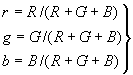 r = R/(R + G + B)
g = G/(R + G + B)
b = B/(R + G + B)